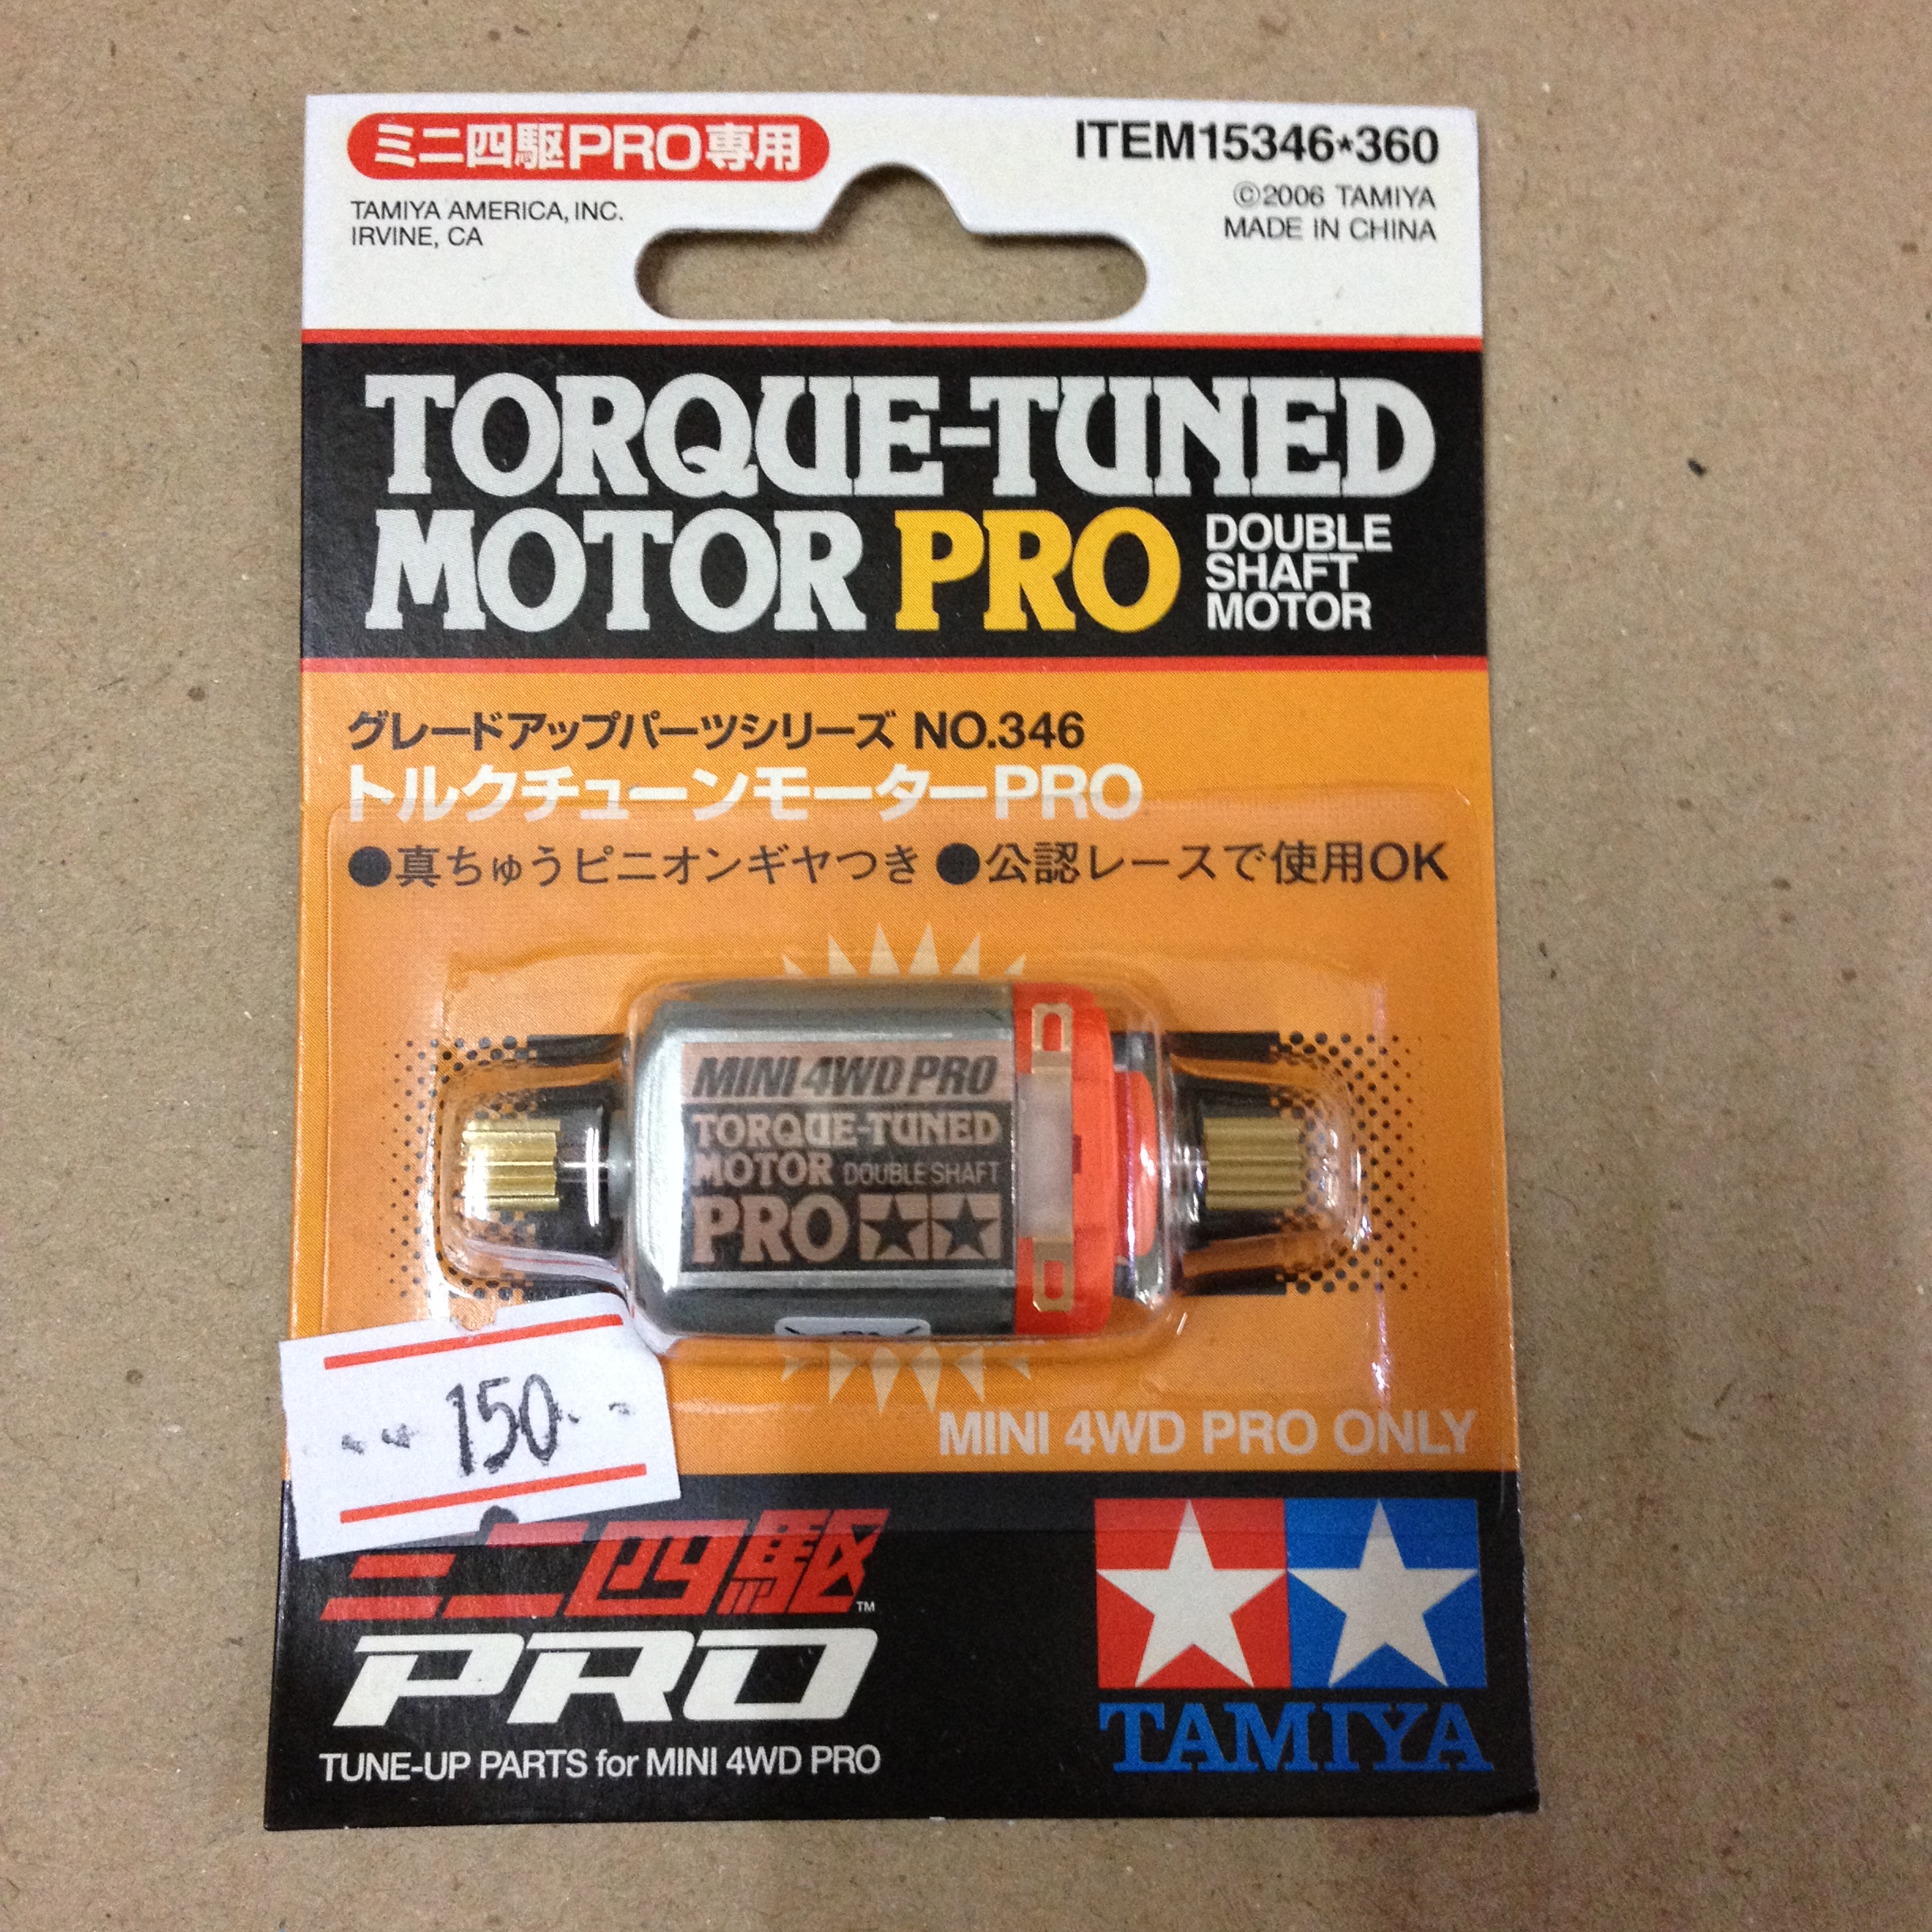 ミニ四駆PRO専用
ITEM15346*360
TAMIYA AMERICA, INC.
IRVINE, CA
©2006 TAMIYA
MADE IN CHINA
TORQUE-TUNED
MOTOR PRO
DOUBLE
SHAFT
MOTOR
グレードアップパーツシリーズ NO.346
トルクチューンモーターPRO
●真ちゅうピニオンギヤつき ●公認レースで使用OK
MINI 4WD PRO
TORQUE-TUNED
MOTOR DOUBLE SHAFT
PRO
150
MINI 4WD PRO ONLY
ミニ四駆™
PRO
TUNE-UP PARTS for MINI 4WD PRO
TAMIYA